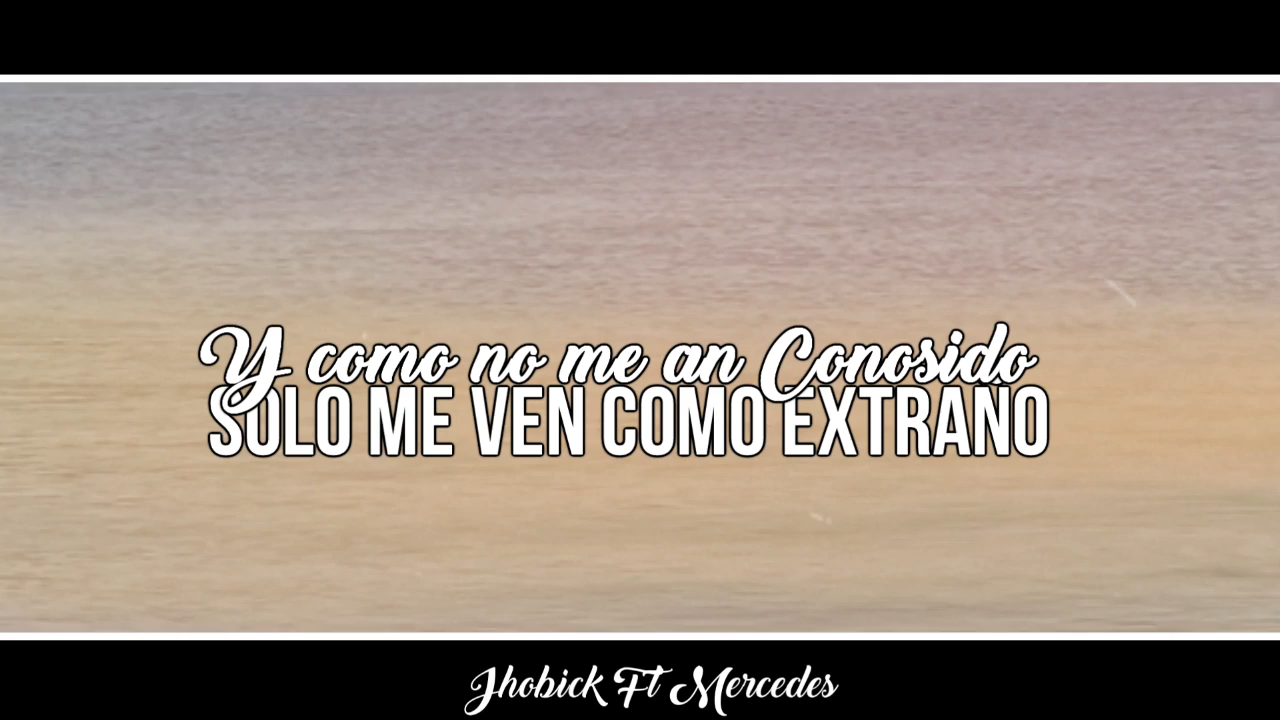 Y como no me an Conosido
SOLO ME VEN COMO EXTRAÑO
Jhobick Ft Mercedes